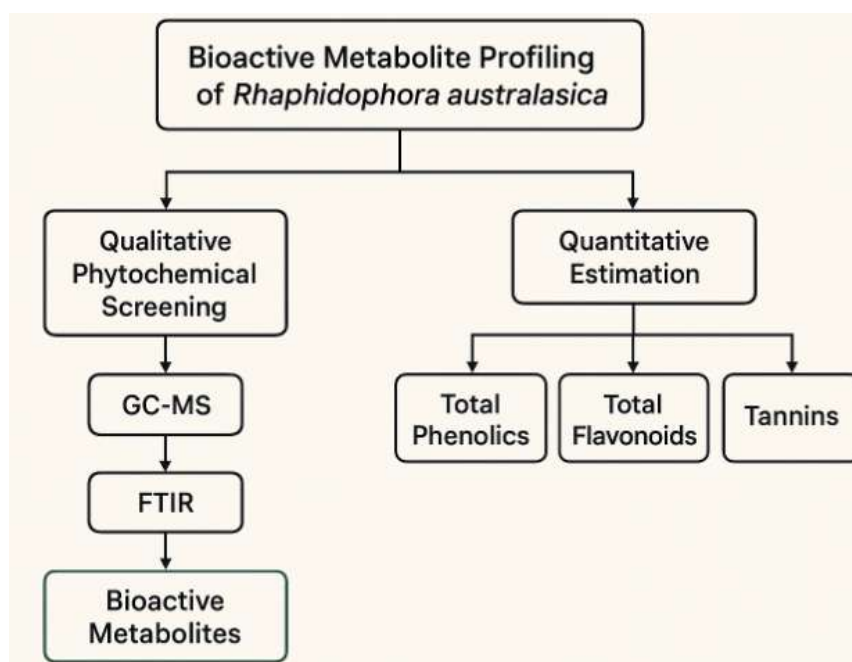 Bioactive Metabolite Profiling
of Rhaphidophora australasica
Qualitative
Phytochemical
Screening
Quantitative
Estimation
GC-MS
Total
Phenolics
Total
Flavonoids
Tannins
FTIR
Bioactive
Metabolites